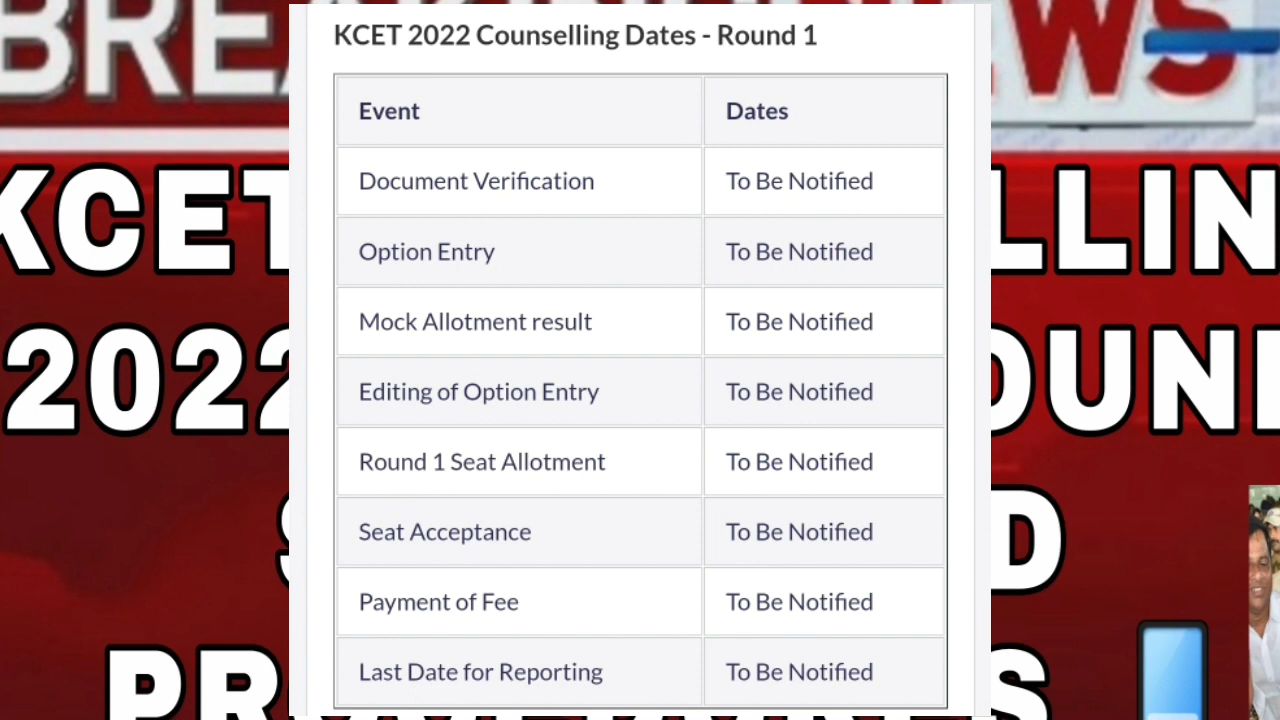 KCET 2022 Counselling Dates - Round 1
Event Dates
Document Verification To Be Notified
Option Entry To Be Notified
Mock Allotment result To Be Notified
Editing of Option Entry To Be Notified
Round 1 Seat Allotment To Be Notified
Seat Acceptance To Be Notified
Payment of Fee To Be Notified
Last Date for Reporting To Be Notified
KCET
2022